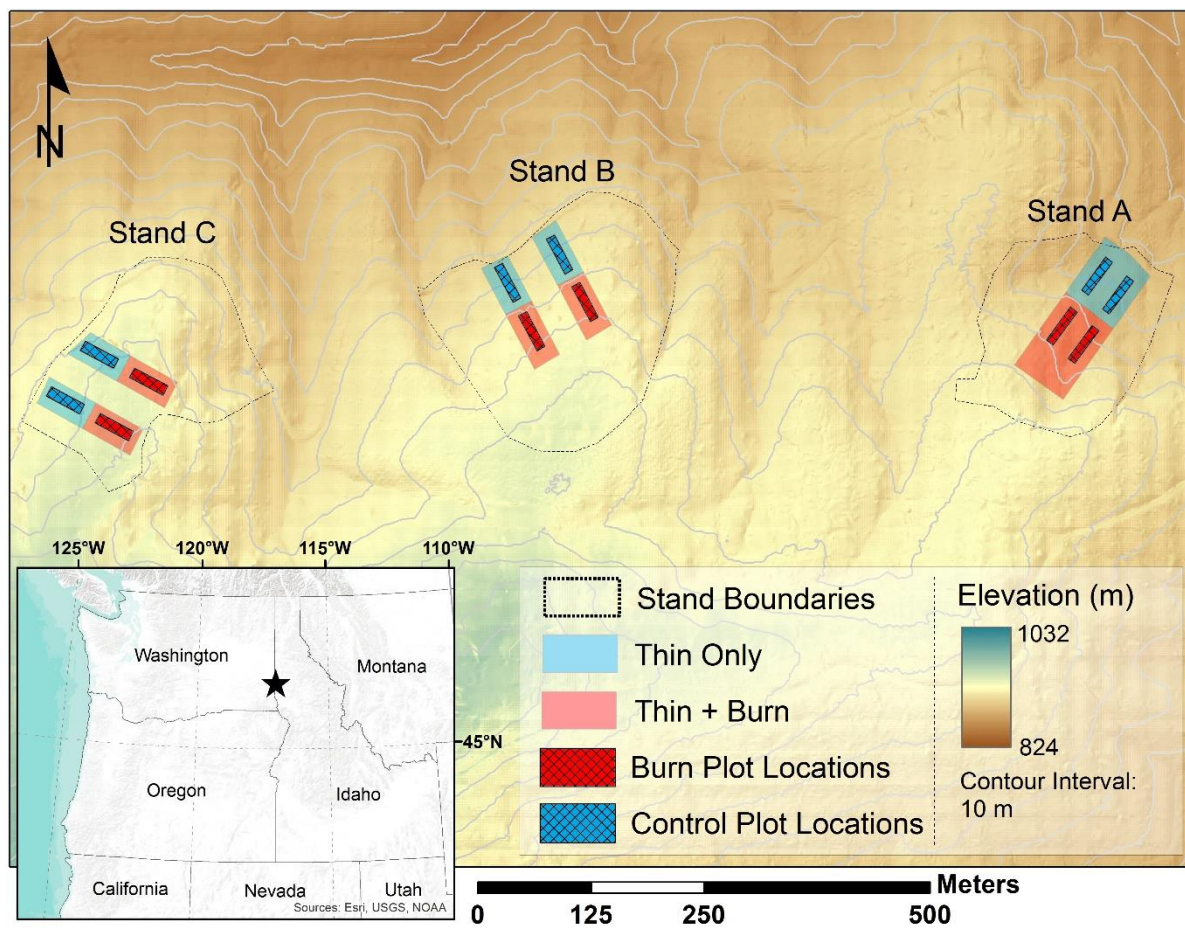 N
Stand B
Stand A
Stand C
125°W 120°W 115°W 110°W
Washington
Montana
45°N
Oregon
Idaho
California
Nevada
Utah
Sources: Esri, USGS, NOAA
Stand Boundaries
Thin Only
Thin + Burn
Burn Plot Locations
Control Plot Locations
Elevation (m)
1032
824
Contour Interval:
10 m
Meters
0 125 250 500